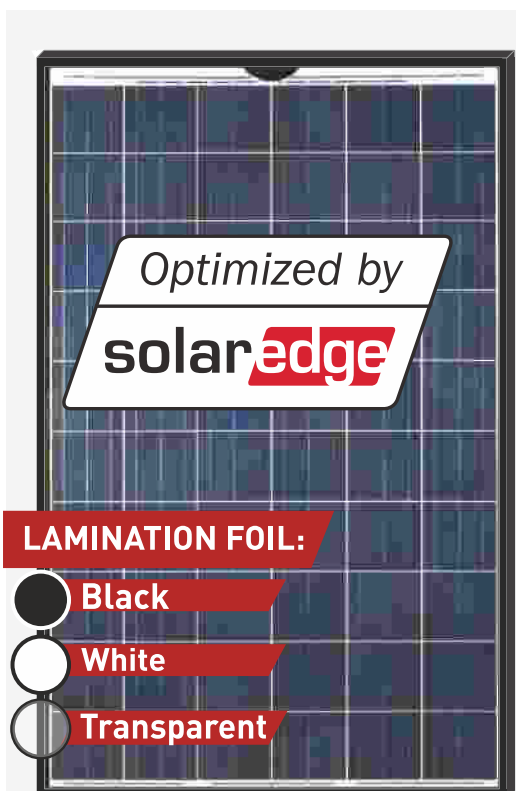 Optimized by
solaredge
LAMINATION FOIL:
Black
White
Transparent